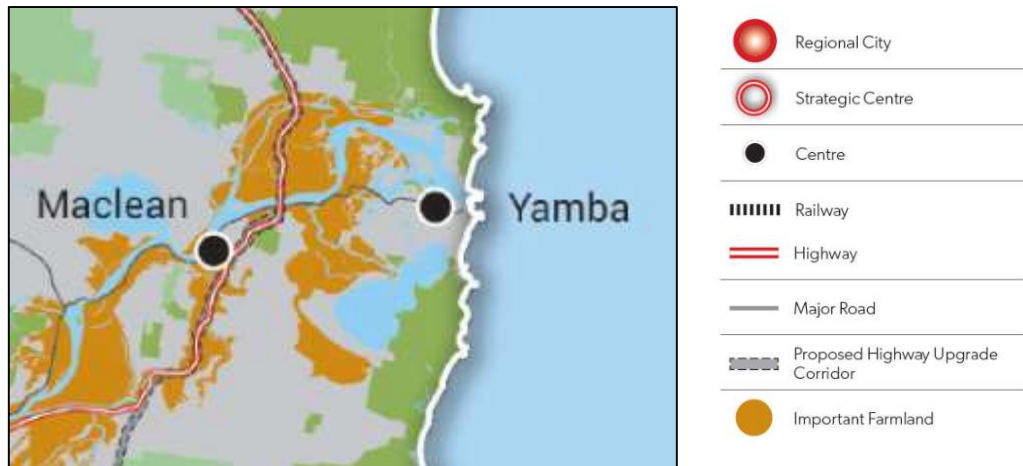 Maclean
Yamba
Regional City
Strategic Centre
Centre
Railway
Highway
Major Road
Proposed Highway Upgrade
Corridor
Important Farmland